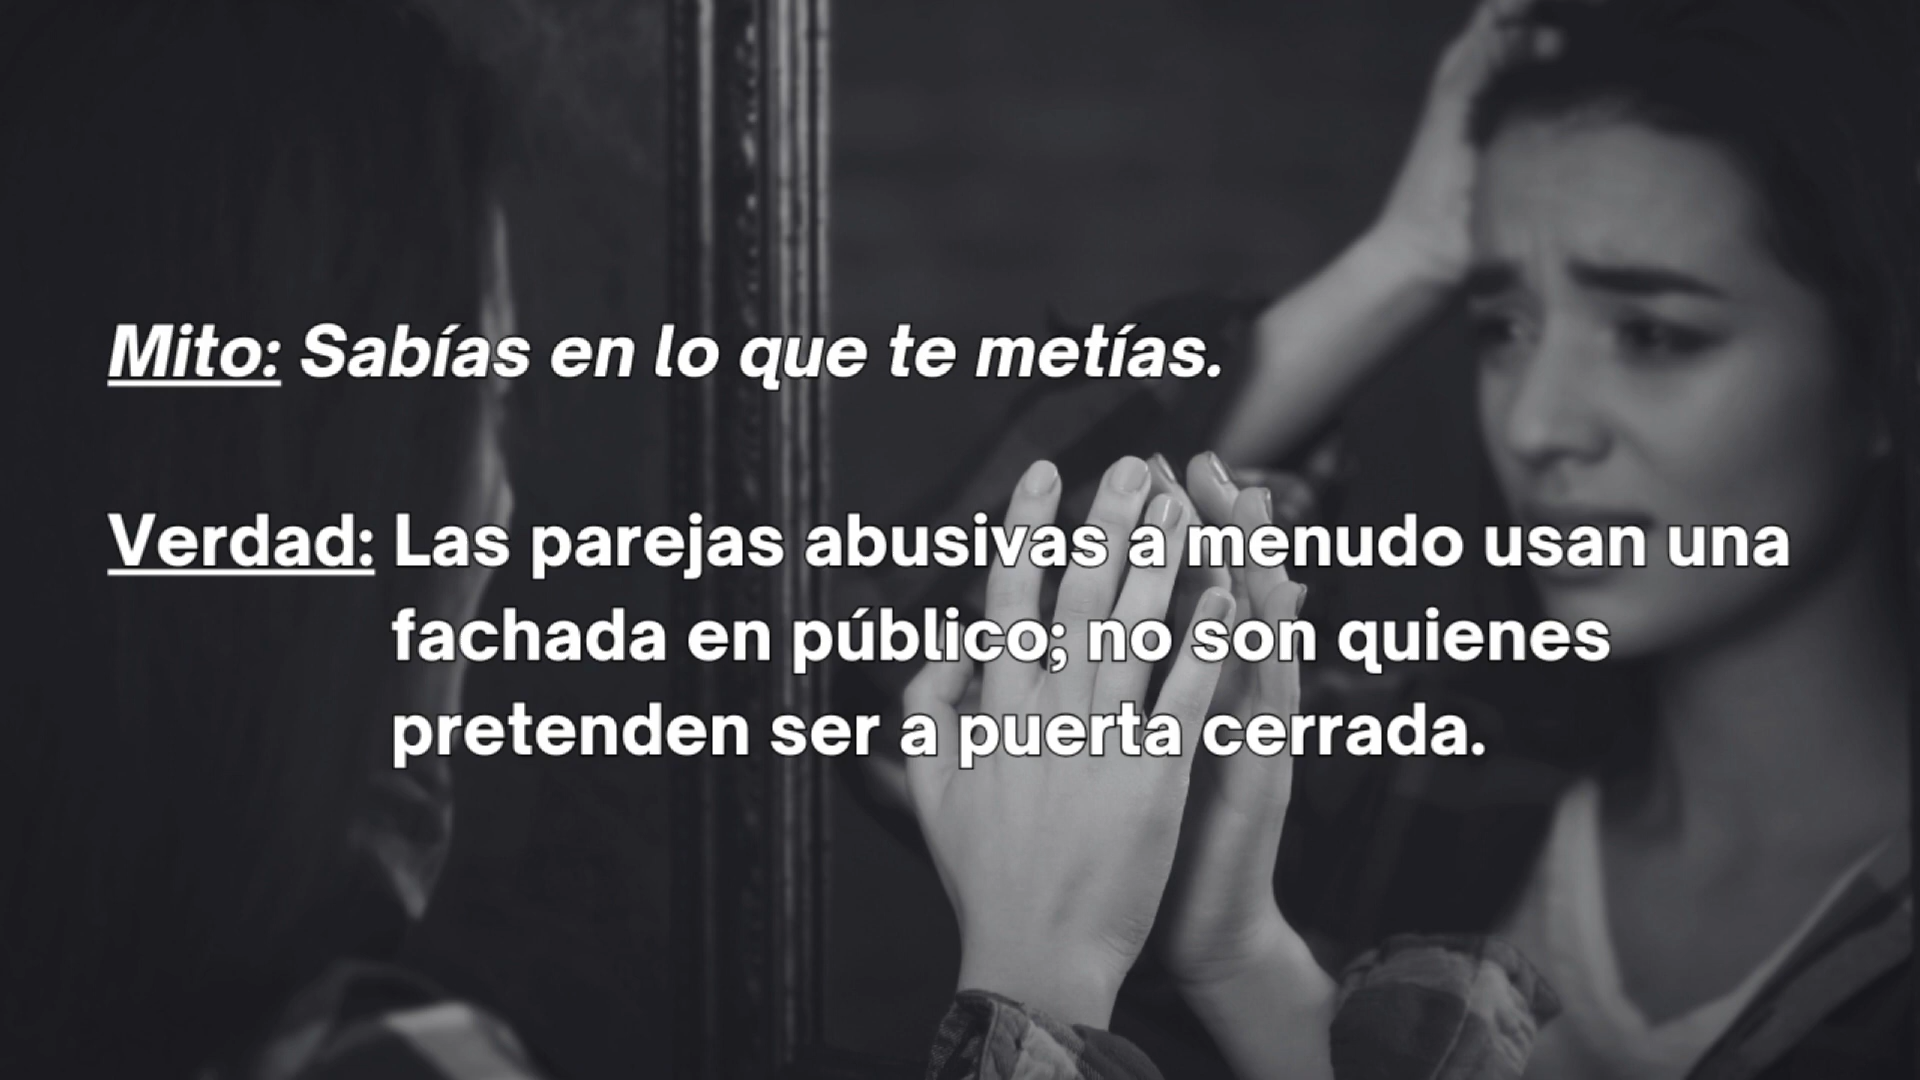 Mito: Sabías en lo que te metías.
Verdad: Las parejas abusivas a menudo usan una
fachada en público; no son quienes
pretenden ser a puerta cerrada.